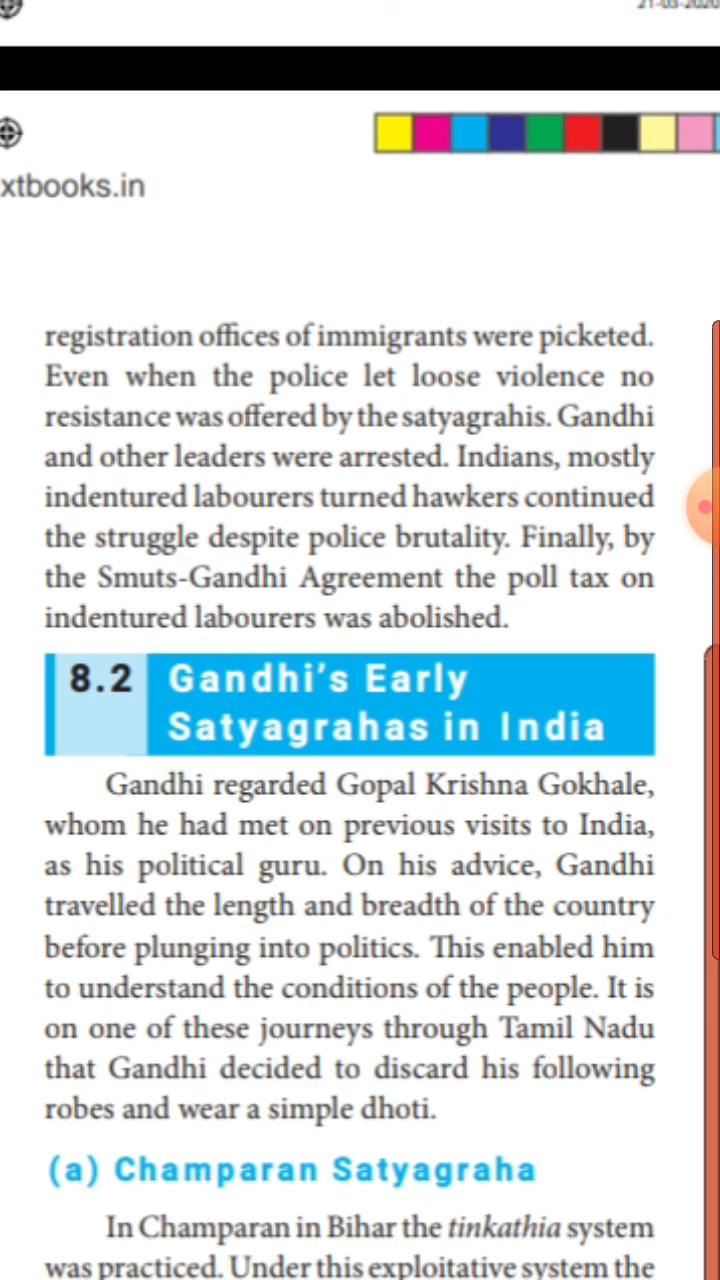 xtbooks.in
registration offices of immigrants were picketed.
Even when the police let loose violence no
resistance was offered by the satyagrahis. Gandhi
and other leaders were arrested. Indians, mostly
indentured labourers turned hawkers continued
the struggle despite police brutality. Finally, by
the Smuts-Gandhi Agreement the poll tax on
indentured labourers was abolished.
8.2 Gandhi's Early
Satyagrahas in India
Gandhi regarded Gopal Krishna Gokhale,
whom he had met on previous visits to India,
as his political guru. On his advice, Gandhi
travelled the length and breadth of the country
before plunging into politics. This enabled him
to understand the conditions of the people. It is
on one of these journeys through Tamil Nadu
that Gandhi decided to discard his following
robes and wear a simple dhoti.
(a) Champaran Satyagraha
In Champaran in Bihar the tinkathia system
was practiced. Under this exploitative system the